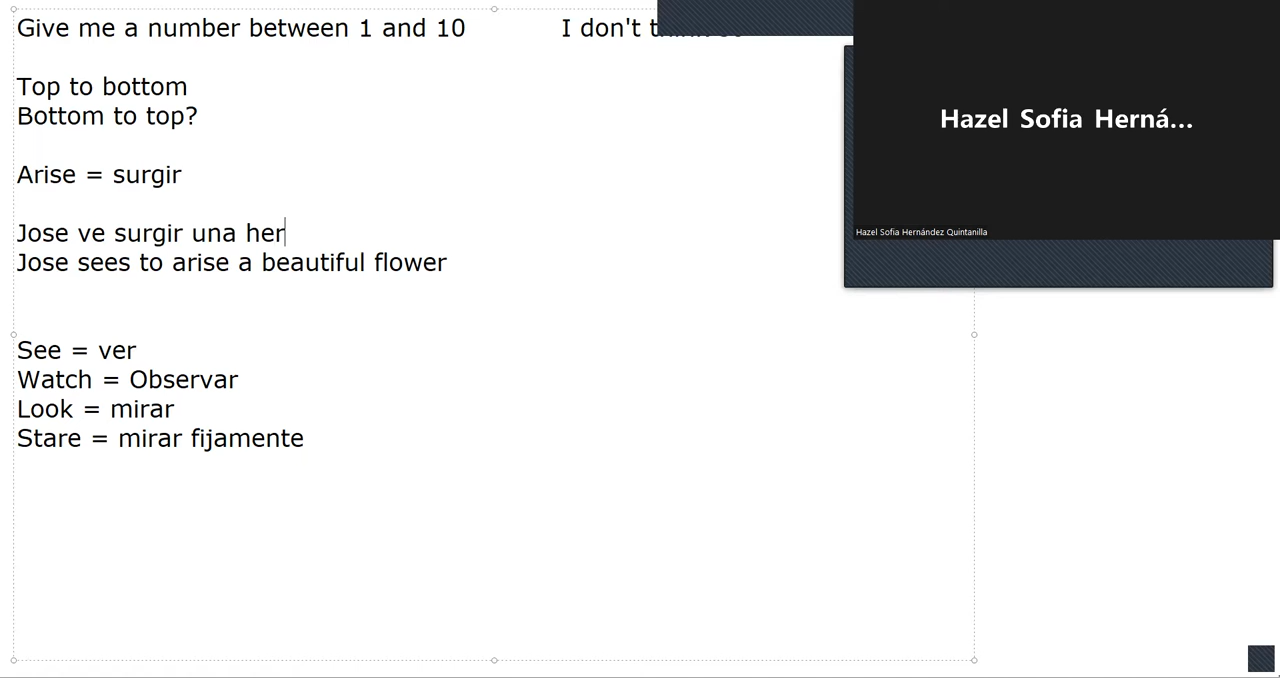 Give me a number between 1 and 10 I don't
Top to bottom
Bottom to top?
Arise = surgir
Jose ve surgir una her
Jose sees to arise a beautiful flower
See = ver
Watch = Observar
Look = mirar
Stare = mirar fijamente
Hazel Sofia Herná...
Hazel Sofia Hernández Quintanilla